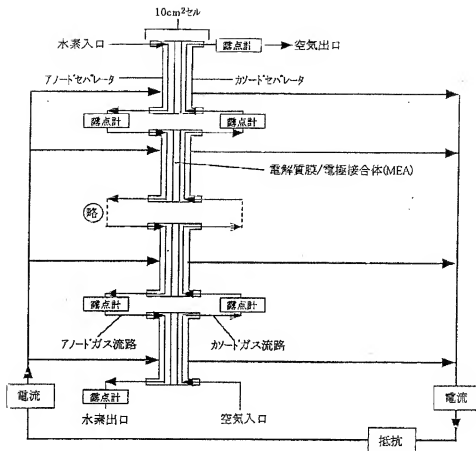 10cm²セル
水素入口
露点計
空気出口
アノードセパレータ
カソードセパレータ
露点計
露点計
電解質膜/電極接合体(MEA)
略
露点計
露点計
アノードガス流路
カソードガス流路
電流
露点計
電流
水素出口
空気入口
抵抗